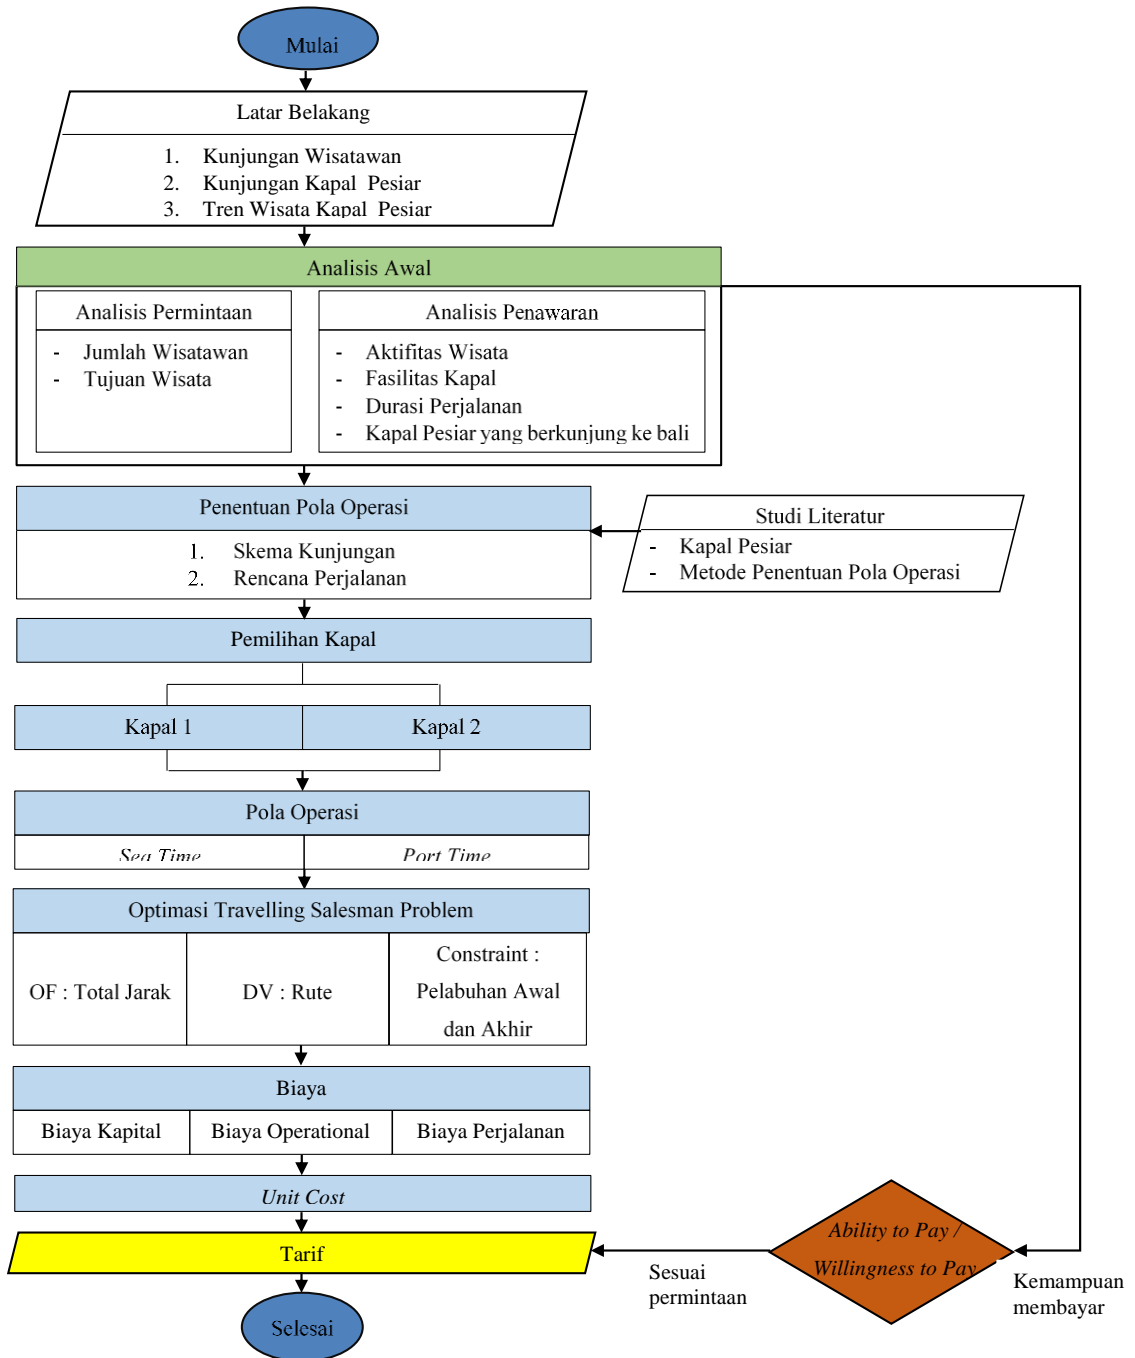 Mulai
Latar Belakang
1. Kunjungan Wisatawan
2. Kunjungan Kapal Pesiar
3. Tren Wisata Kapal Pesiar
Analisis Awal
Analisis Permintaan
- Jumlah Wisatawan
- Tujuan Wisata
Analisis Penawaran
- Aktifitas Wisata
- Fasilitas Kapal
- Durasi Perjalanan
- Kapal Pesiar yang berkunjung ke bali
Penentuan Pola Operasi
1. Skema Kunjungan
2. Rencana Perjalanan
Studi Literatur
- Kapal Pesiar
- Metode Penentuan Pola Operasi
Pemilihan Kapal
Kapal 1
Kapal 2
Pola Operasi
Sea Time
Port Time
Optimasi Travelling Salesman Problem
OF : Total Jarak
DV : Rute
Constraint :
Pelabuhan Awal
dan Akhir
Biaya
Biaya Kapital
Biaya Operational
Biaya Perjalanan
Unit Cost
Tarif
Ability to Pay /
Willingness to Pay
Sesuai
permintaan
Kemampuan
membayar
Selesai